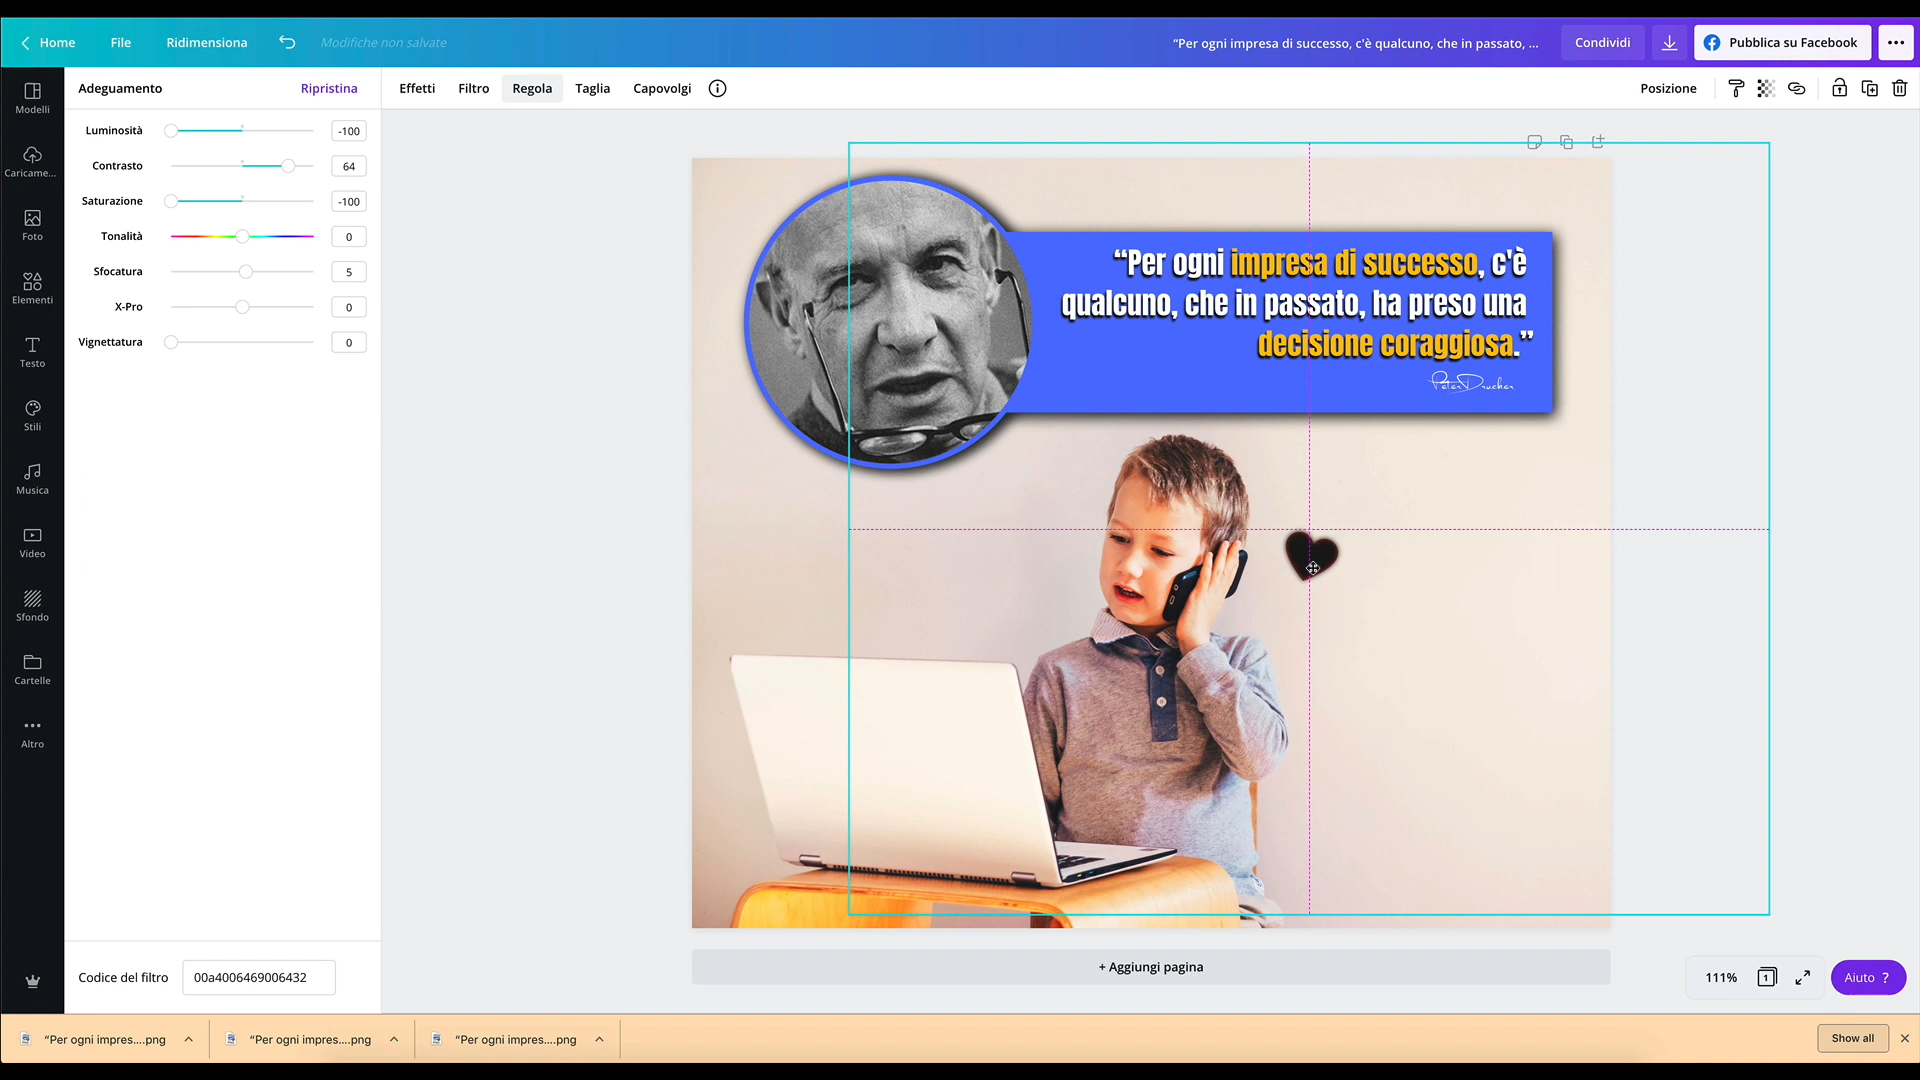 Home
File
Ridimensiona
Modifiche non salvate
“Per ogni impresa di successo, c'è qualcuno, che in passato, ...
Condividi
Pubblica su Facebook
Adeguamento
Ripristina
Effetti
Filtro
Regola
Taglia
Capovolgi
Posizione
Modelli
Caricame...
Foto
Elementi
Testo
Stili
Musica
Video
Sfondo
Cartelle
Altro
Luminosità -100
Contrasto 64
Saturazione -100
Tonalità 0
Sfocatura 5
X-Pro 0
Vignettatura 0
“Per ogni impresa di successo, c'è
qualcuno, che in passato, ha preso una
decisione coraggiosa.”
Peter Drucker
+ Aggiungi pagina
Codice del filtro 00a4006469006432
111%
1
Aiuto ?
“Per ogni impres....png
“Per ogni impres....png
“Per ogni impres....png
Show all